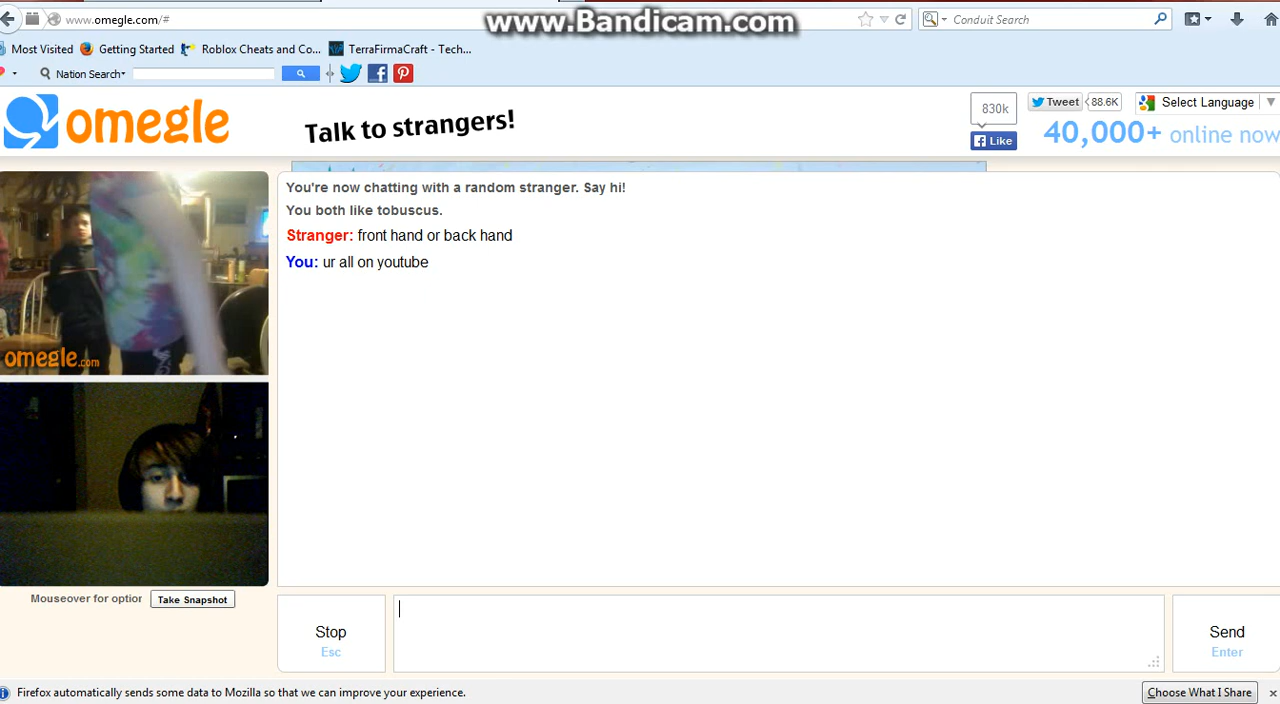 www.Bandicam.com
www.omegle.com/#
Conduit Search
Most Visited
Getting Started
Roblox Cheats and Co...
TerraFirmaCraft - Tech...
Nation Search
omegle
Talk to strangers!
830k
Like
Tweet
88.6K
Select Language
40,000+ online now
omegle.com
You're now chatting with a random stranger. Say hi!
You both like tobuscus.
Stranger: front hand or back hand
You: ur all on youtube
Mouseover for option
Take Snapshot
Stop
Esc
Send
Enter
Firefox automatically sends some data to Mozilla so that we can improve your experience.
Choose What I Share